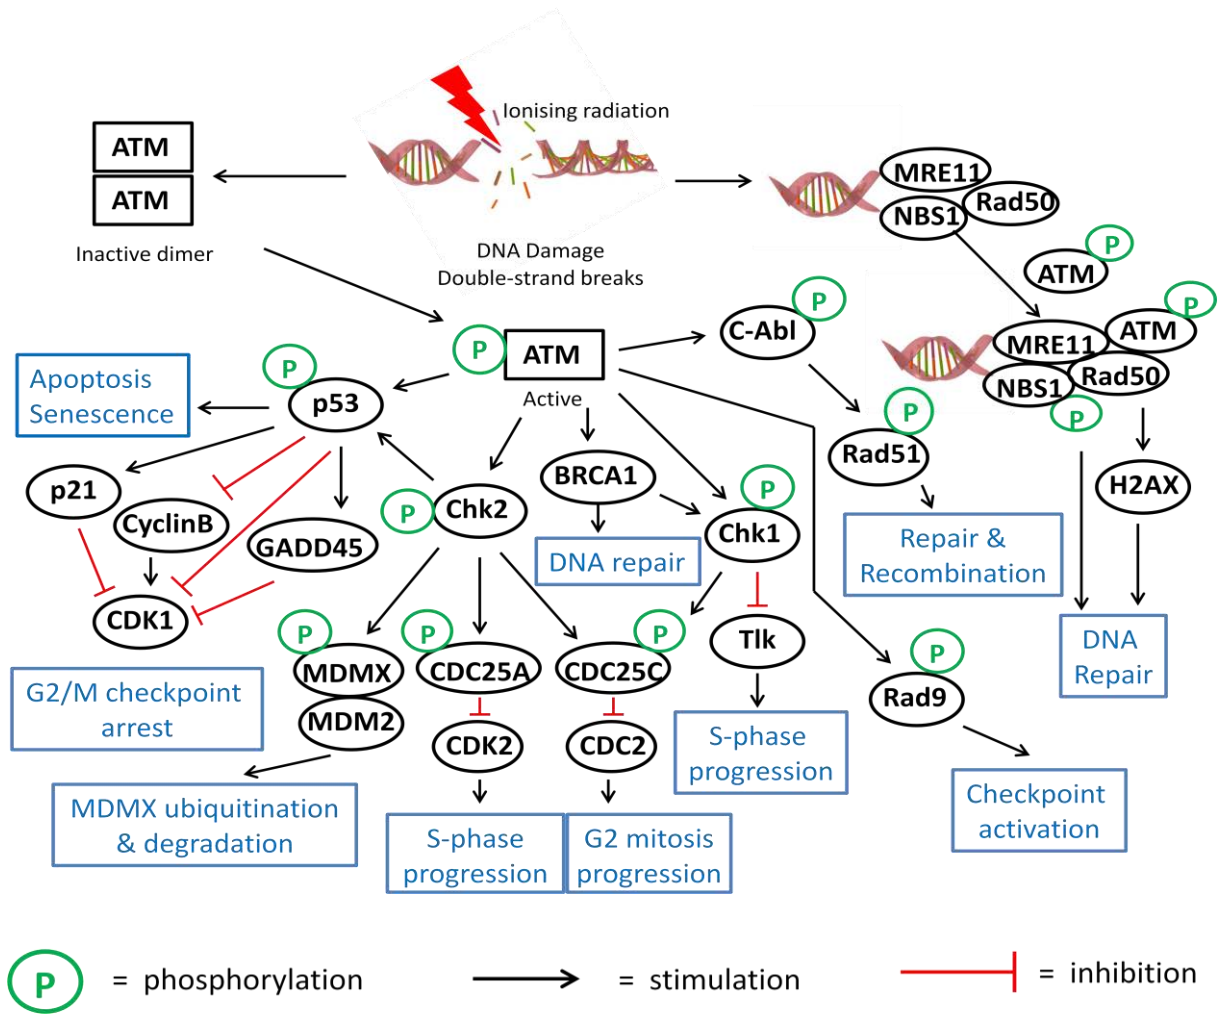 Ionising radiation
ATM
ATM
Inactive dimer
DNA Damage
Double-strand breaks
MRE11
NBS1
Rad50
P
ATM
P
ATM
MRE11
NBS1
Rad50
P
P
ATM
Active
P
C-Abl
P
Rad51
Repair &
Recombination
H2AX
DNA
Repair
P
p53
Apoptosis
Senescence
p21
CyclinB
GADD45
CDK1
G2/M checkpoint
arrest
P
Chk2
BRCA1
DNA repair
P
Chk1
Tlk
S-phase
progression
P
MDMX
MDM2
MDMX ubiquitination
& degradation
P
CDC25A
CDK2
S-phase
progression
P
CDC25C
CDC2
G2 mitosis
progression
P
Rad9
Checkpoint
activation
P = phosphorylation
= stimulation
= inhibition